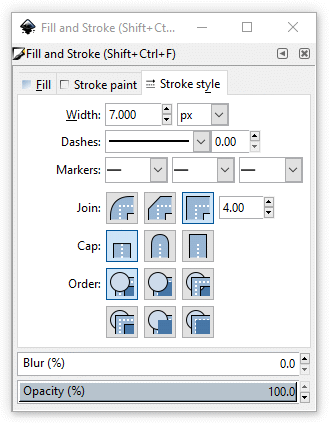 Fill and Stroke (Shift+Ct...
Fill and Stroke (Shift+Ctrl+F)
Fill Stroke paint Stroke style
Width: 7.000 px
Dashes: 0.00
Markers:
Join: 4.00
Cap:
Order:
Blur (%) 0.0
Opacity (%) 100.0